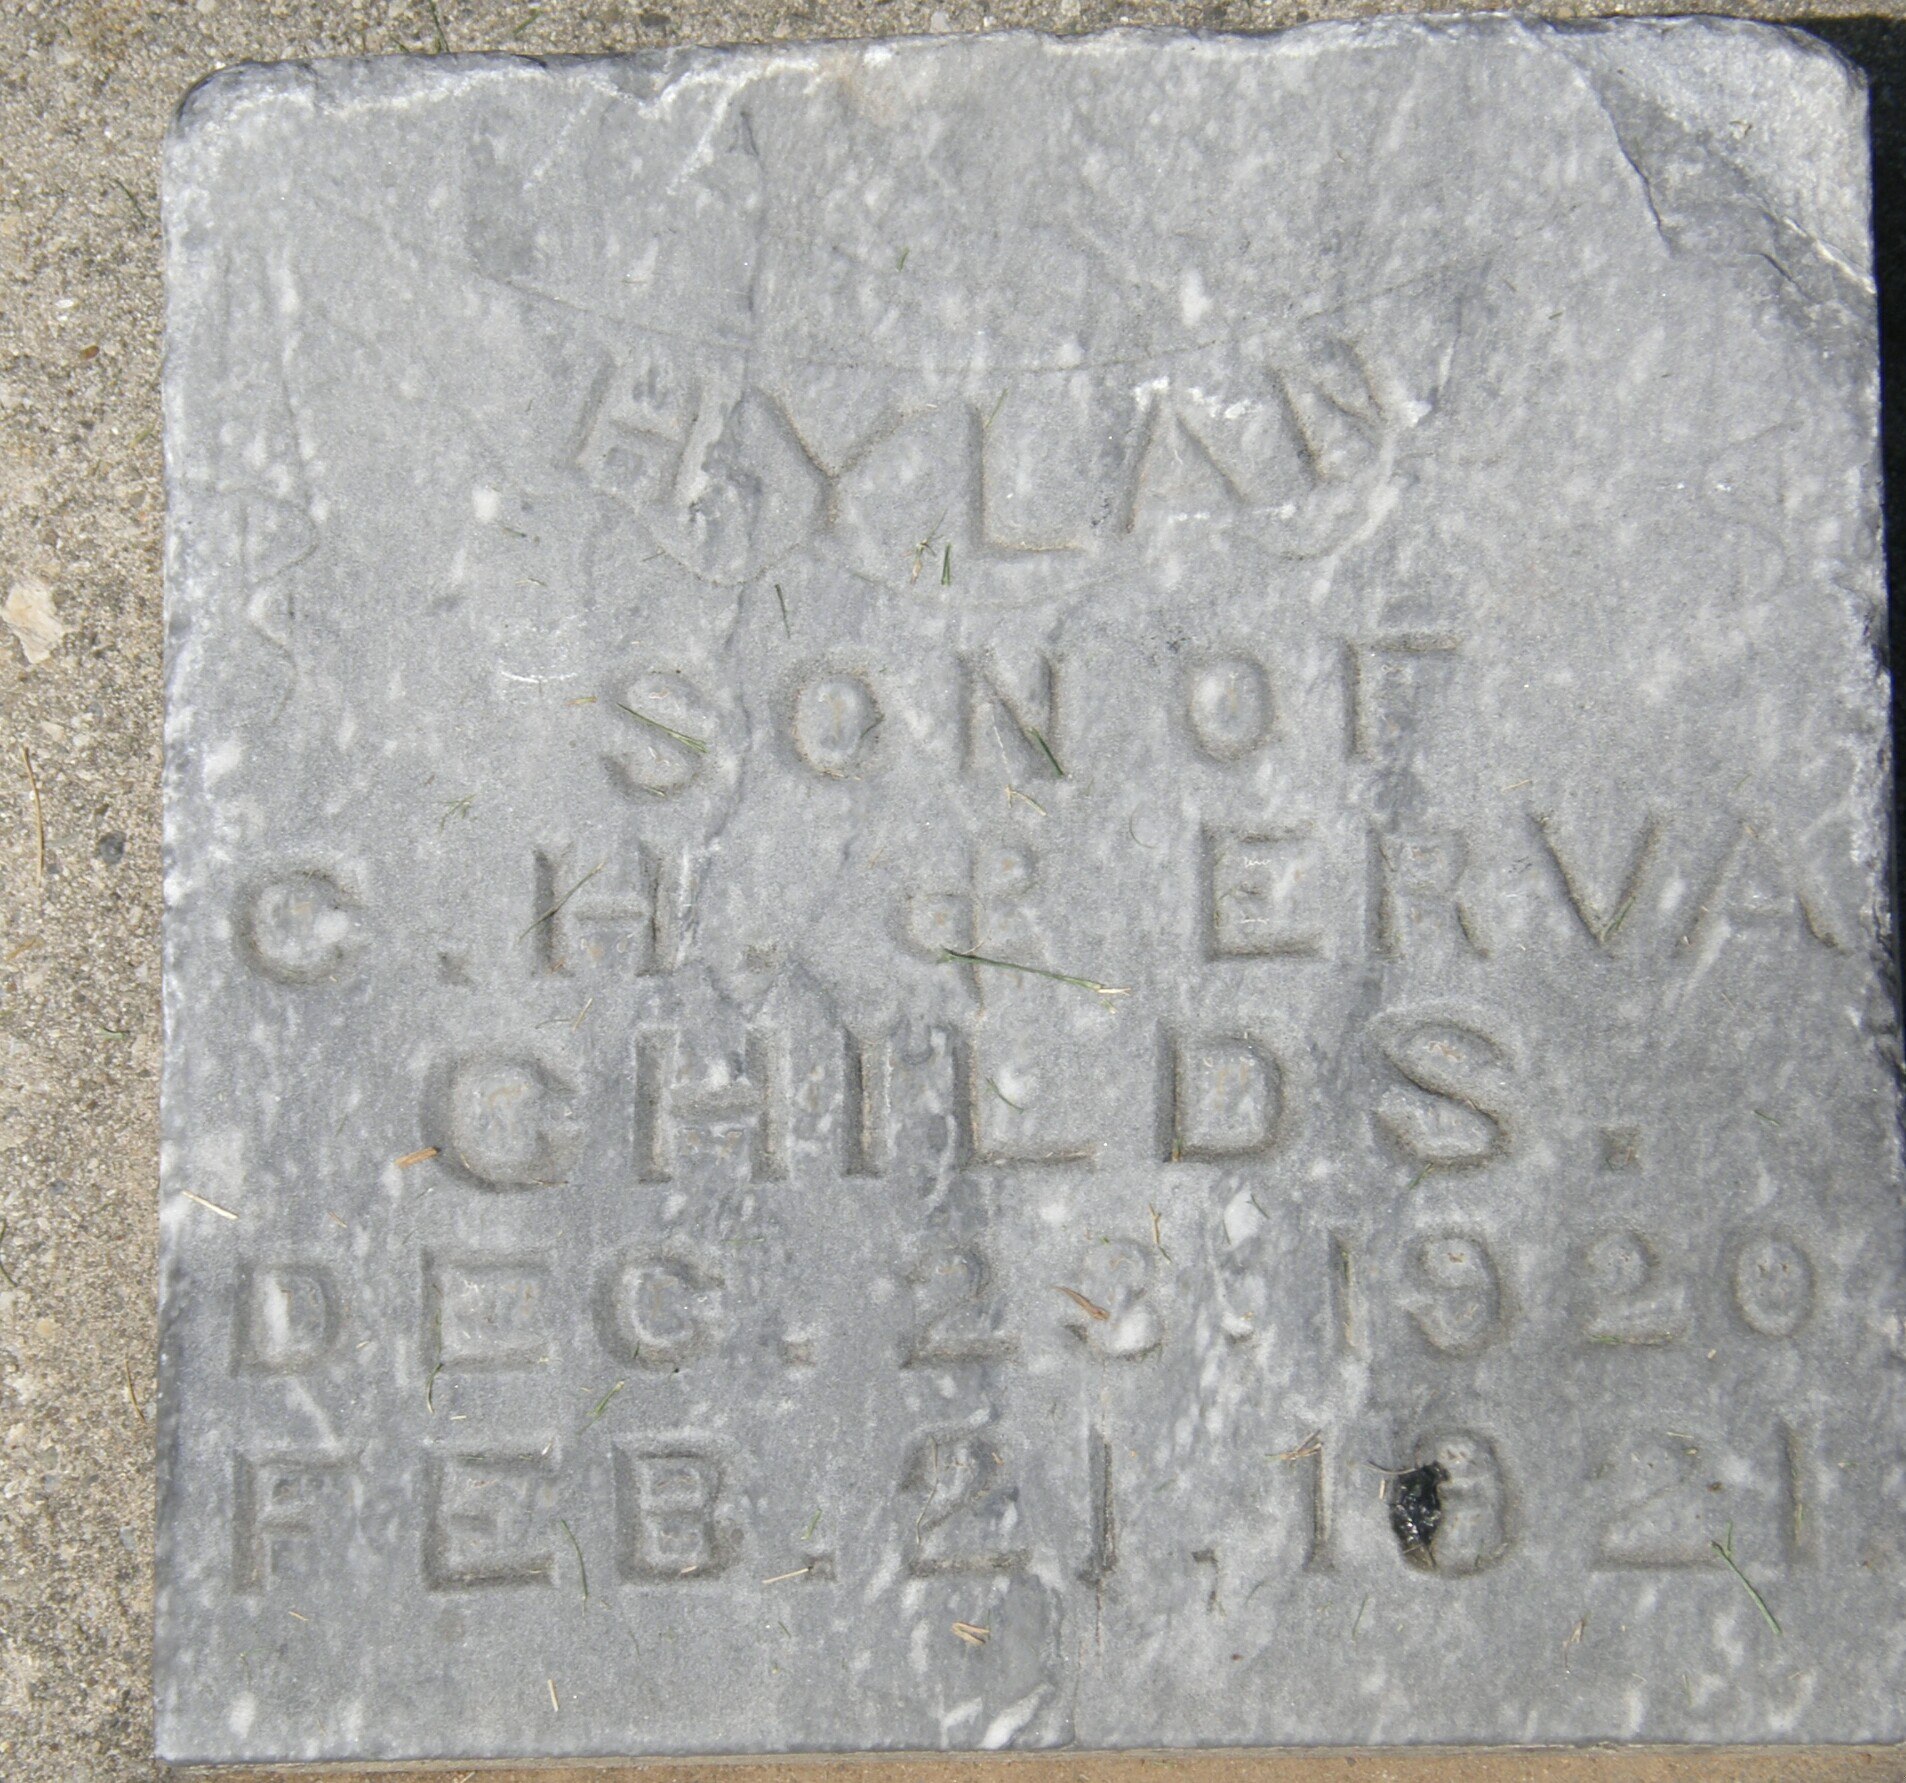 HYLAN
SON OF
C.H. & ERVA
CHILDS.
DEC. 23.1920
FEB. 21, 1921